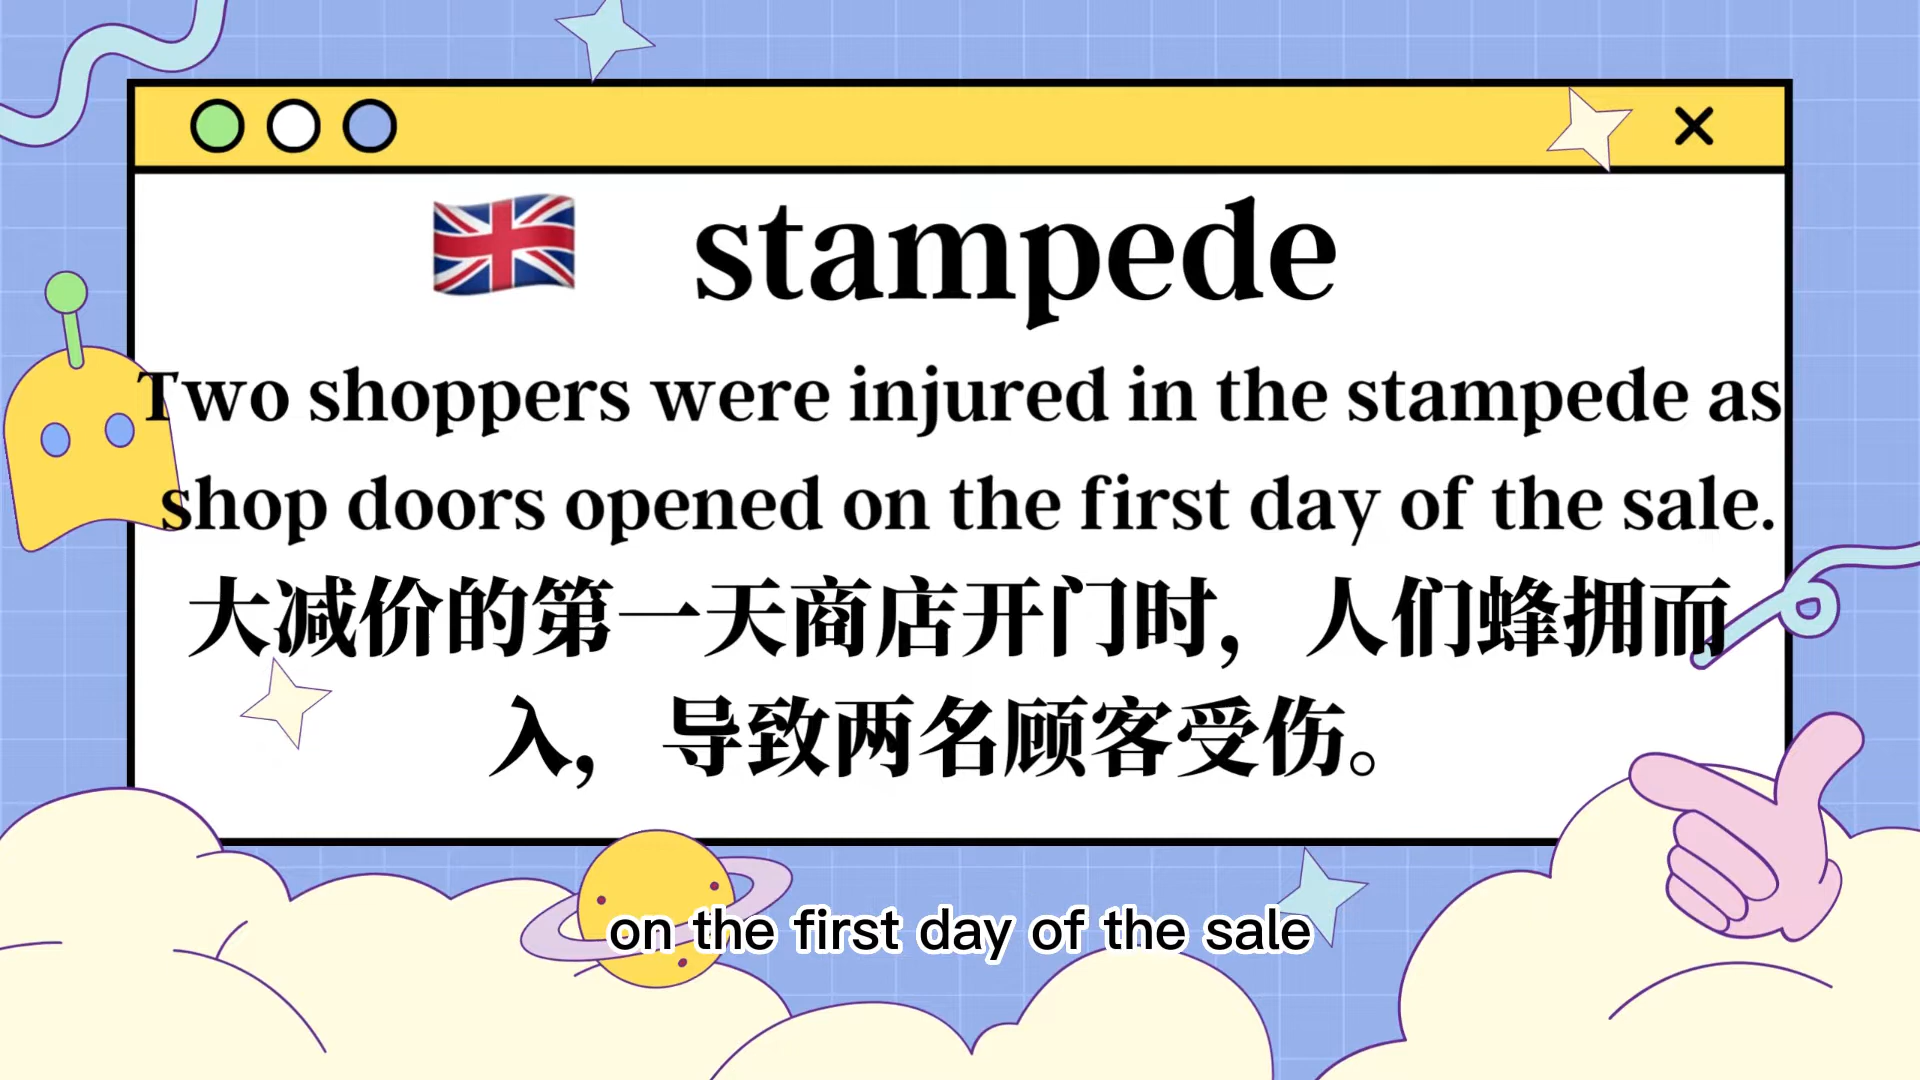 stampede
Two shoppers were injured in the stampede as
shop doors opened on the first day of the sale.
大减价的第一天商店开门时，人们蜂拥而
入，导致两名顾客受伤。
on the first day of the sale